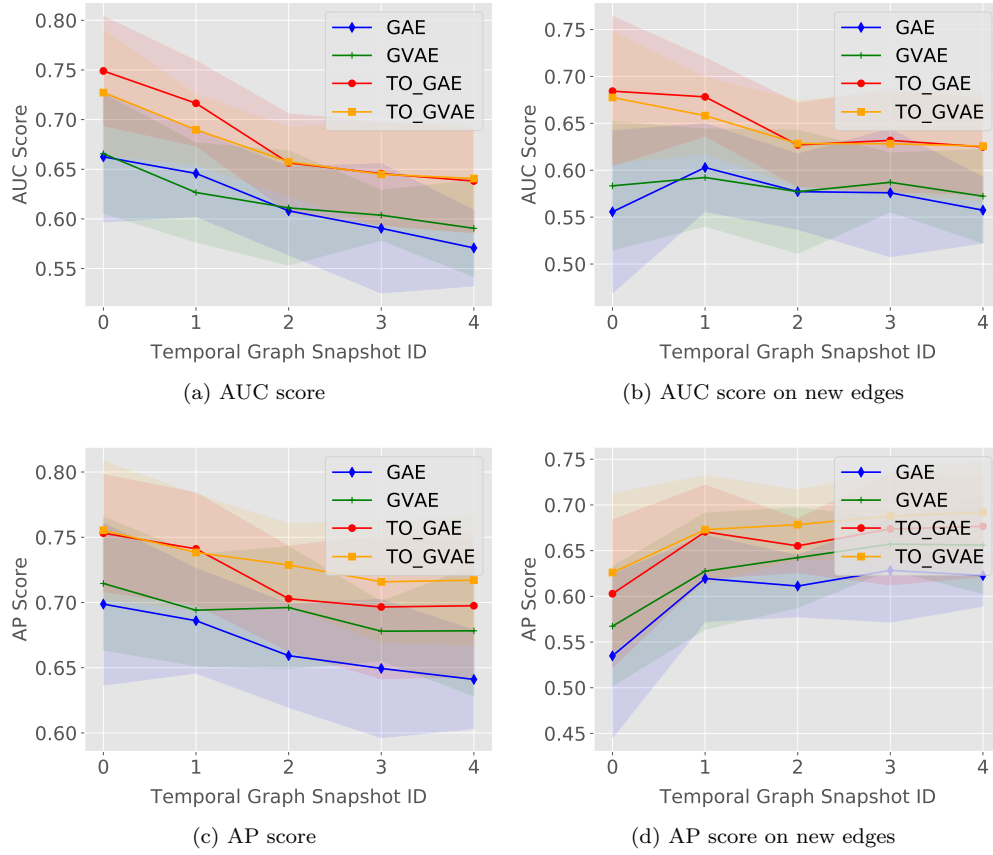 0.80
0.75
0.70
0.65
0.60
0.55
AUC Score
GAE
GVAE
TO_GAE
TO_GVAE
0 1 2 3 4
Temporal Graph Snapshot ID
(a) AUC score
0.75
0.70
0.65
0.60
0.55
0.50
AUC Score
GAE
GVAE
TO_GAE
TO_GVAE
0 1 2 3 4
Temporal Graph Snapshot ID
(b) AUC score on new edges
0.80
0.75
0.70
0.65
0.60
AP Score
GAE
GVAE
TO_GAE
TO_GVAE
0 1 2 3 4
Temporal Graph Snapshot ID
(c) AP score
0.75
0.70
0.65
0.60
0.55
0.50
0.45
AP Score
GAE
GVAE
TO_GAE
TO_GVAE
0 1 2 3 4
Temporal Graph Snapshot ID
(d) AP score on new edges